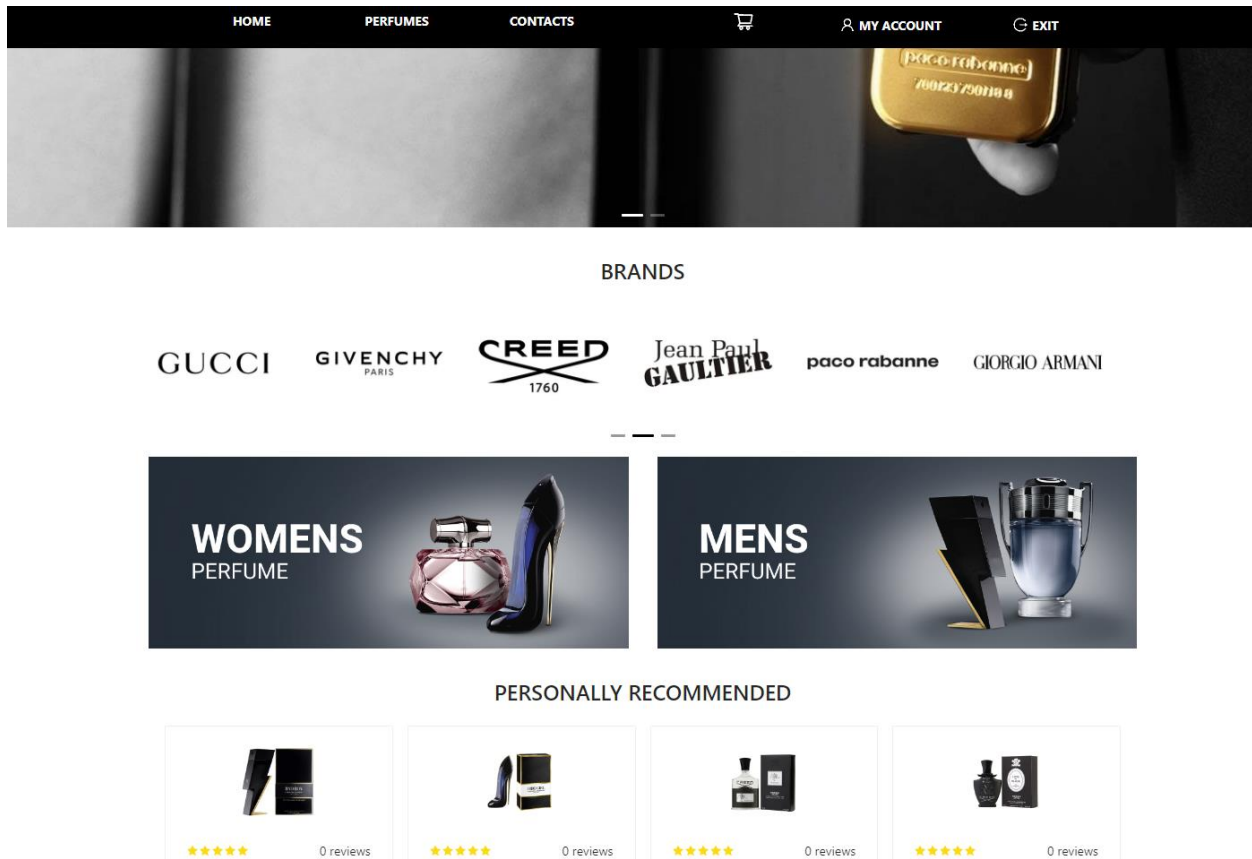 HOME PERFUMES CONTACTS MY ACCOUNT EXIT
paco rabanne
BRANDS
GUCCI
GIVENCHY
PARIS
CREED
1760
Jean Paul
GAULTIER
paco rabanne
GIORGIO ARMANI
WOMENS
PERFUME
MENS
PERFUME
PERSONALLY RECOMMENDED
CREED
0 reviews 0 reviews 0 reviews 0 reviews